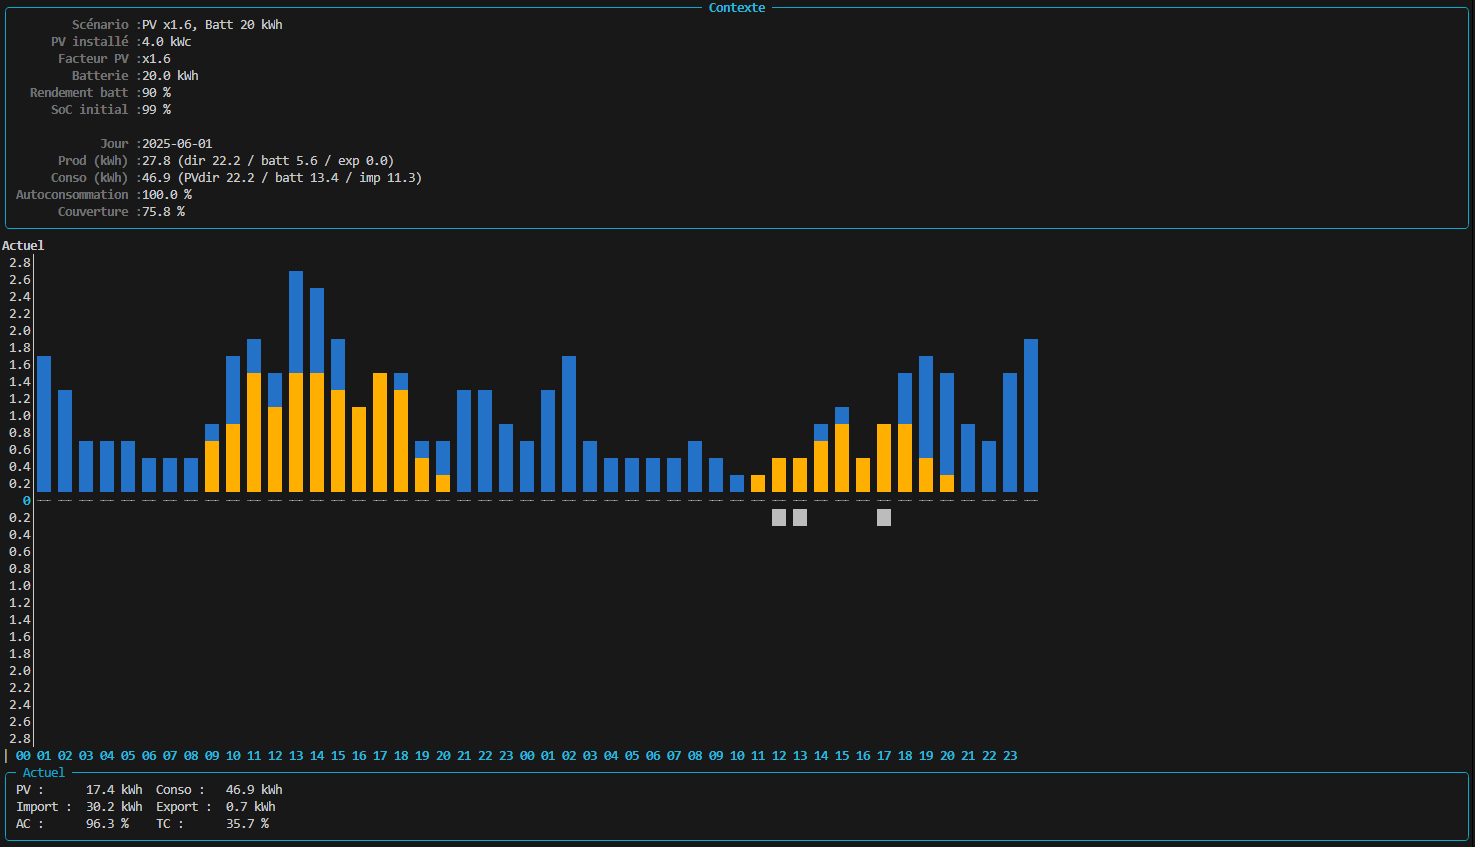 Contexte
Scénario :PV x1.6, Batt 20 kWh
PV installé :4.0 kWc
Facteur PV :x1.6
Batterie :20.0 kWh
Rendement batt :90 %
SoC initial :99 %
Jour :2025-06-01
Prod (kWh) :27.8 (dir 22.2 / batt 5.6 / exp 0.0)
Conso (kWh) :46.9 (PVdir 22.2 / batt 13.4 / imp 11.3)
Autoconsommation :100.0 %
Couverture :75.8 %
Actuel
2.8
2.6
2.4
2.2
2.0
1.8
1.6
1.4
1.2
1.0
0.8
0.6
0.4
0.2
0
0.2
0.4
0.6
0.8
1.0
1.2
1.4
1.6
1.8
2.0
2.2
2.4
2.6
2.8
00 01 02 03 04 05 06 07 08 09 10 11 12 13 14 15 16 17 18 19 20 21 22 23 00 01 02 03 04 05 06 07 08 09 10 11 12 13 14 15 16 17 18 19 20 21 22 23
Actuel
PV : 17.4 kWh Conso : 46.9 kWh
Import : 30.2 kWh Export : 0.7 kWh
AC : 96.3 % TC : 35.7 %